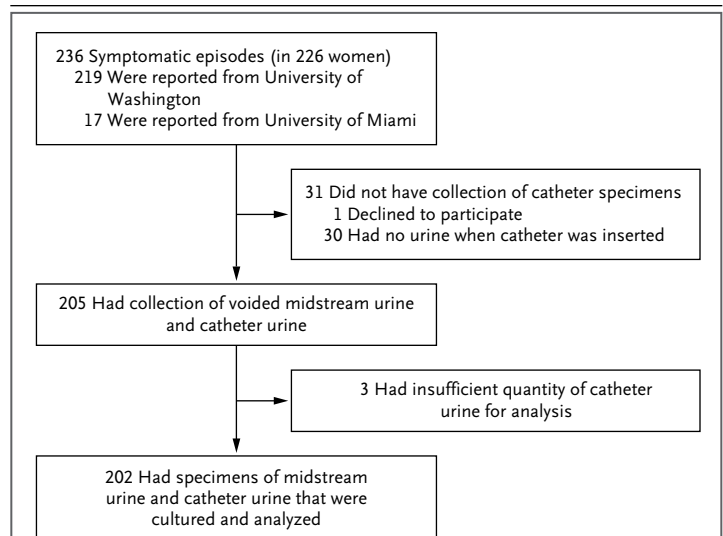 236 Symptomatic episodes (in 226 women)
219 Were reported from University of
Washington
17 Were reported from University of Miami
31 Did not have collection of catheter specimens
1 Declined to participate
30 Had no urine when catheter was inserted
205 Had collection of voided midstream urine
and catheter urine
3 Had insufficient quantity of catheter
urine for analysis
202 Had specimens of midstream
urine and catheter urine that were
cultured and analyzed